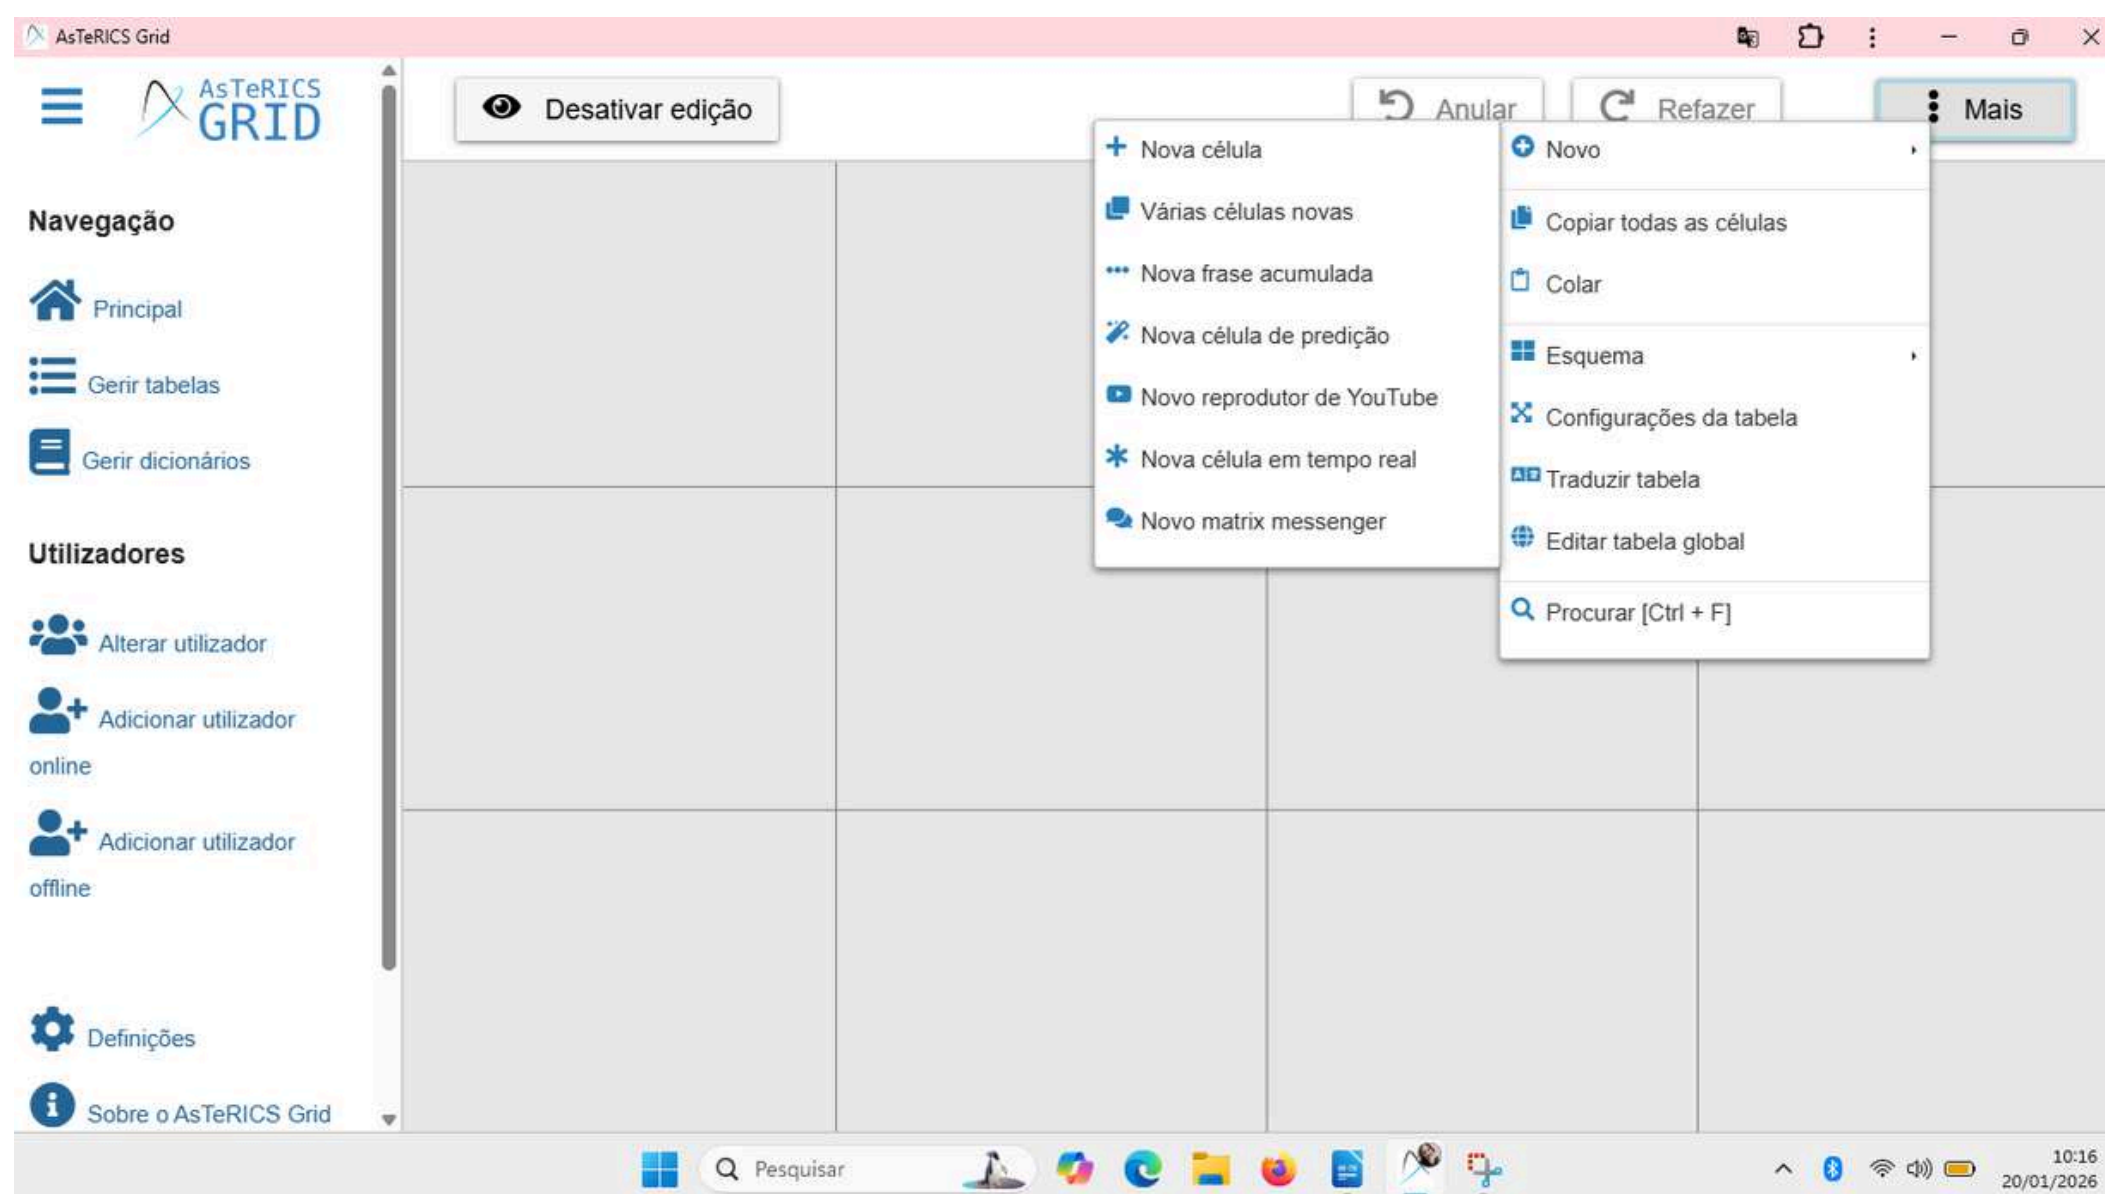 AsTeRICS Grid
AsTeRICS
GRID
Desativar edição
Anular
Refazer
Mais
Navegação
Principal
Gerir tabelas
Gerir dicionários
Utilizadores
Alterar utilizador
Adicionar utilizador
online
Adicionar utilizador
offline
Definições
Sobre o AsTeRICS Grid
Nova célula
Várias células novas
Nova frase acumulada
Nova célula de predição
Novo reprodutor de YouTube
Nova célula em tempo real
Novo matrix messenger
Novo
Copiar todas as células
Colar
Esquema
Configurações da tabela
Traduzir tabela
Editar tabela global
Procurar [Ctrl + F]
Pesquisar
10:16
20/01/2026